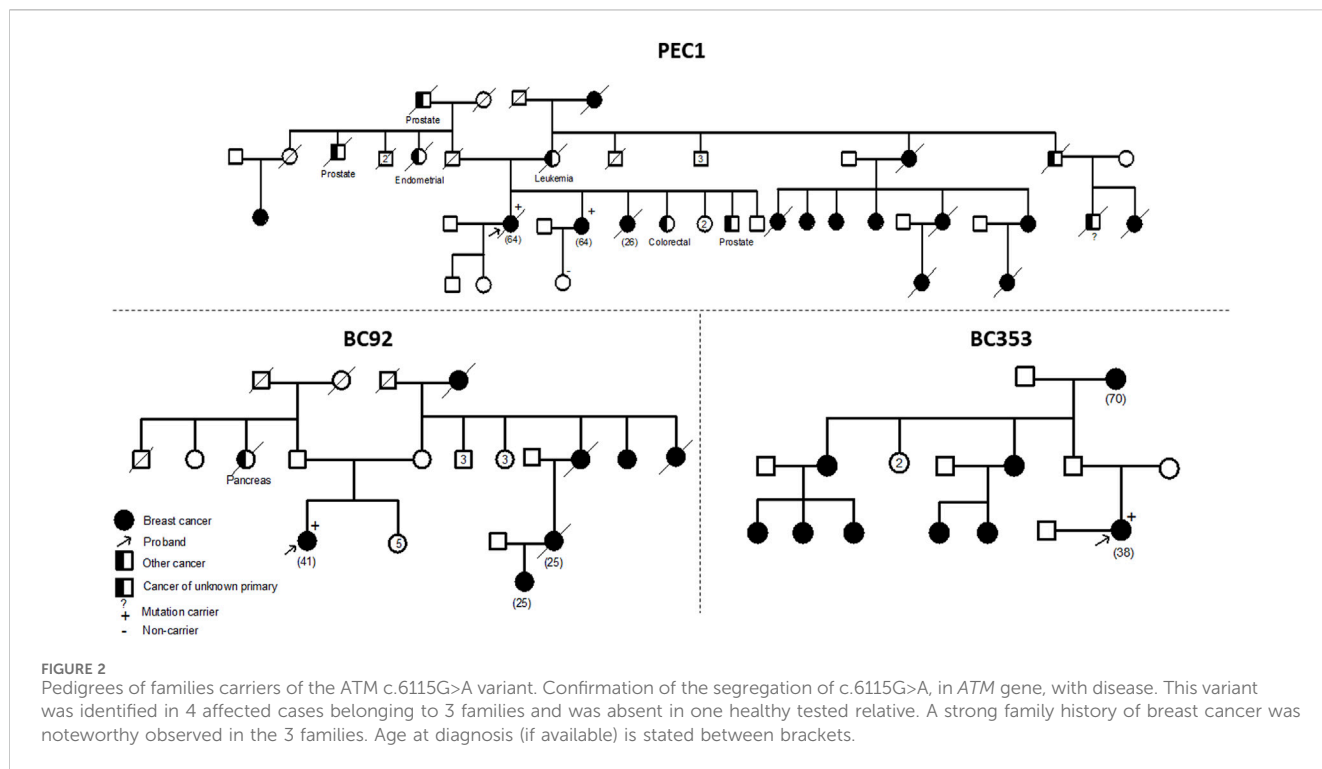 PEC1
Prostate
2
3
Prostate
Endometrial
Leukemia
+
+
2
(64)
(64)
(26)
Colorectal
Prostate
?
-
BC92
BC353
(70)
3
3
2
Pancreas
Breast cancer
+
5
+
Proband
(41)
(25)
(38)
Other cancer
Cancer of unknown primary
(25)
?
+ Mutation carrier
- Non-carrier
FIGURE 2
Pedigrees of families carriers of the ATM c.6115G>A variant. Confirmation of the segregation of c.6115G>A, in ATM gene, with disease. This variant
was identified in 4 affected cases belonging to 3 families and was absent in one healthy tested relative. A strong family history of breast cancer was
noteworthy observed in the 3 families. Age at diagnosis (if available) is stated between brackets.